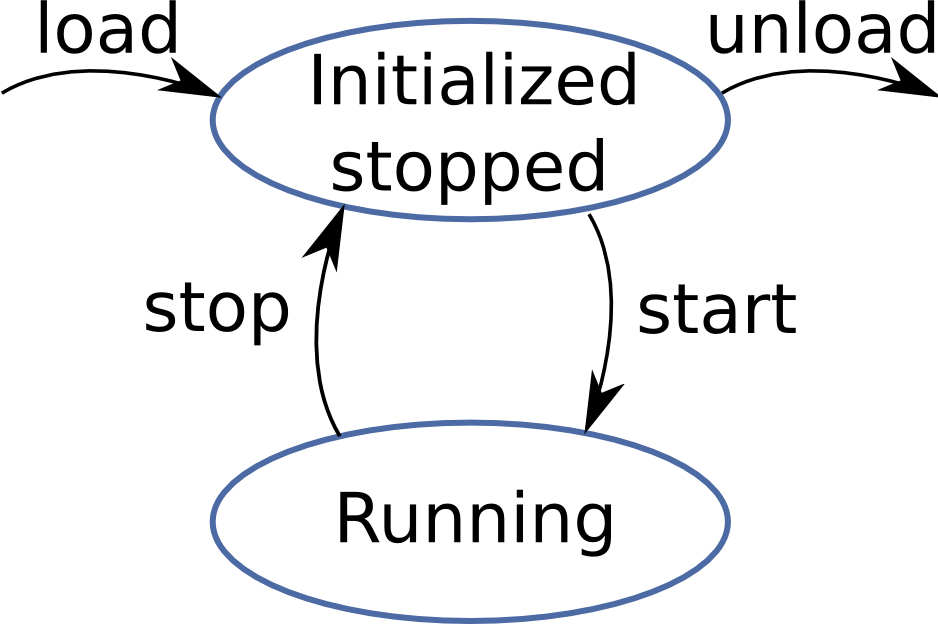 load
unload
Initialized
stopped
stop
start
Running